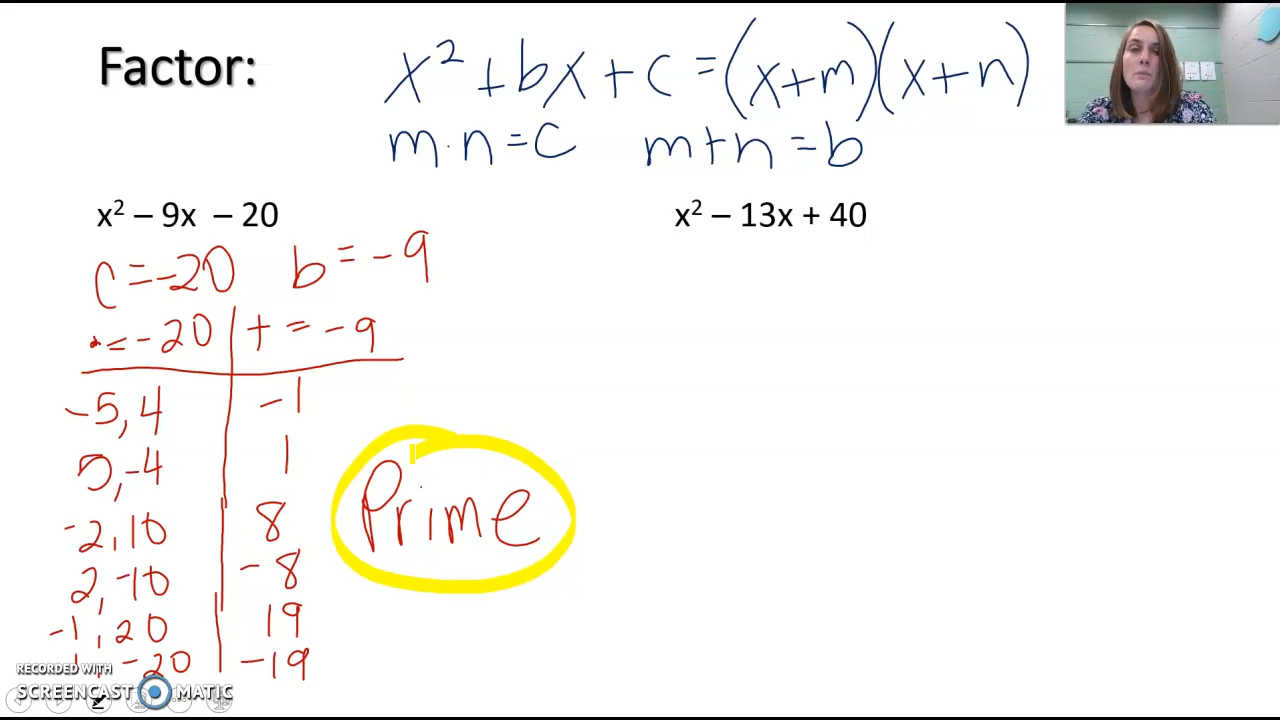 Factor:
x² + bx + c = (x+m)(x+n)
m·n = c m+n = b
x² – 9x – 20
x² – 13x + 40
c = -20 b = -9
· = -20 + = -9
-5, 4 -1
5, -4 1
-2, 10 8
2, -10 -8
-1, 20 19
1, -20 -19
Prime
RECORDED WITH
SCREENCAST MATIC